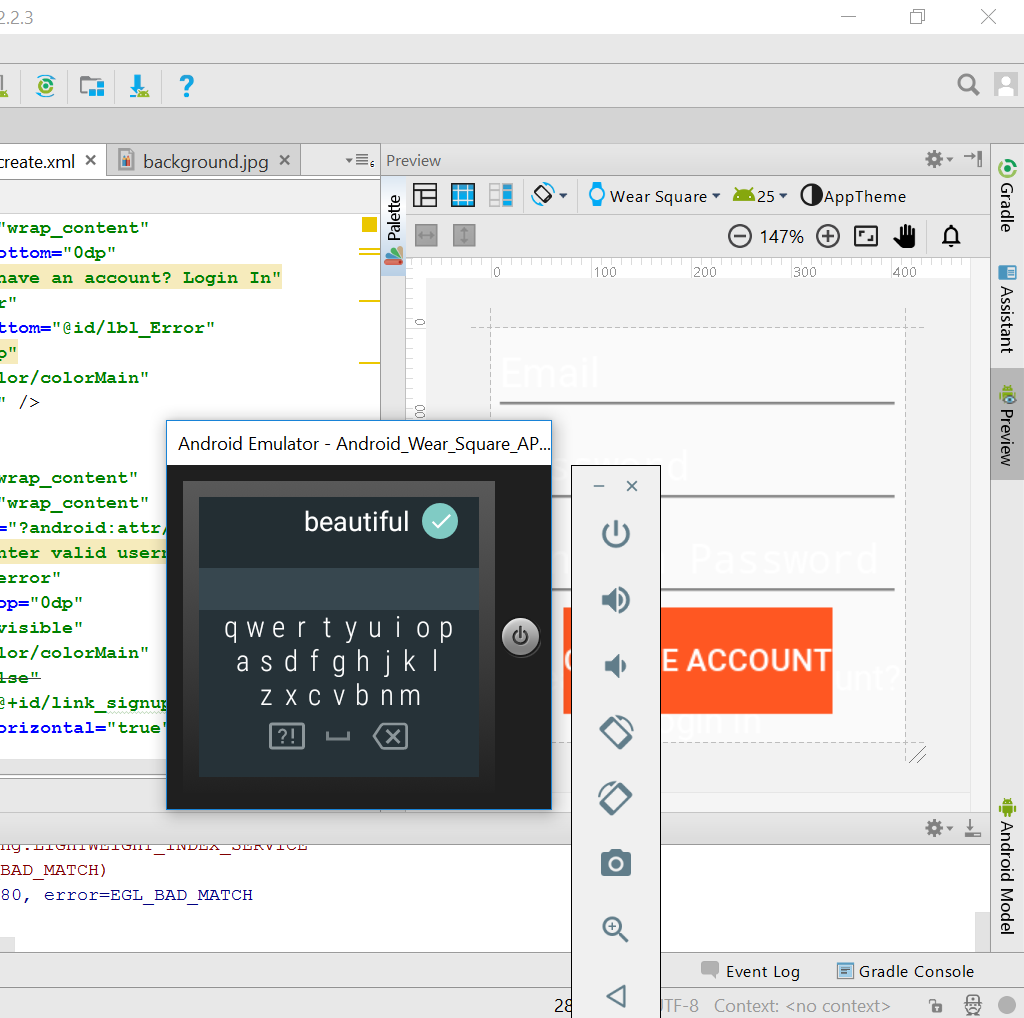 2.2.3
create.xml
background.jpg
Preview
Gradle
Palette
Wear Square
25
AppTheme
147%
0
100
200
300
400
0
Assistant
Preview
"wrap_content"
ottom="0dp"
have an account? Login In"
r"
ttom="@id/lbl_Error"
p"
lor/colorMain"
" />
wrap_content"
"wrap_content"
="?android:attr/
nter valid usern
error"
op="0dp"
visible"
lor/colorMain"
lse"
@+id/link_signup
orizontal="true"
Email
Password
CREATE ACCOUNT
Android Emulator - Android_Wear_Square_AP...
beautiful
q w e r t y u i o p
a s d f g h j k l
z x c v b n m
?!
ng.LIGHTWEIGHT_INDEX_SERVICE
BAD_MATCH)
80, error=EGL_BAD_MATCH
Android Model
Event Log
Gradle Console
28
UTF-8
Context: <no context>